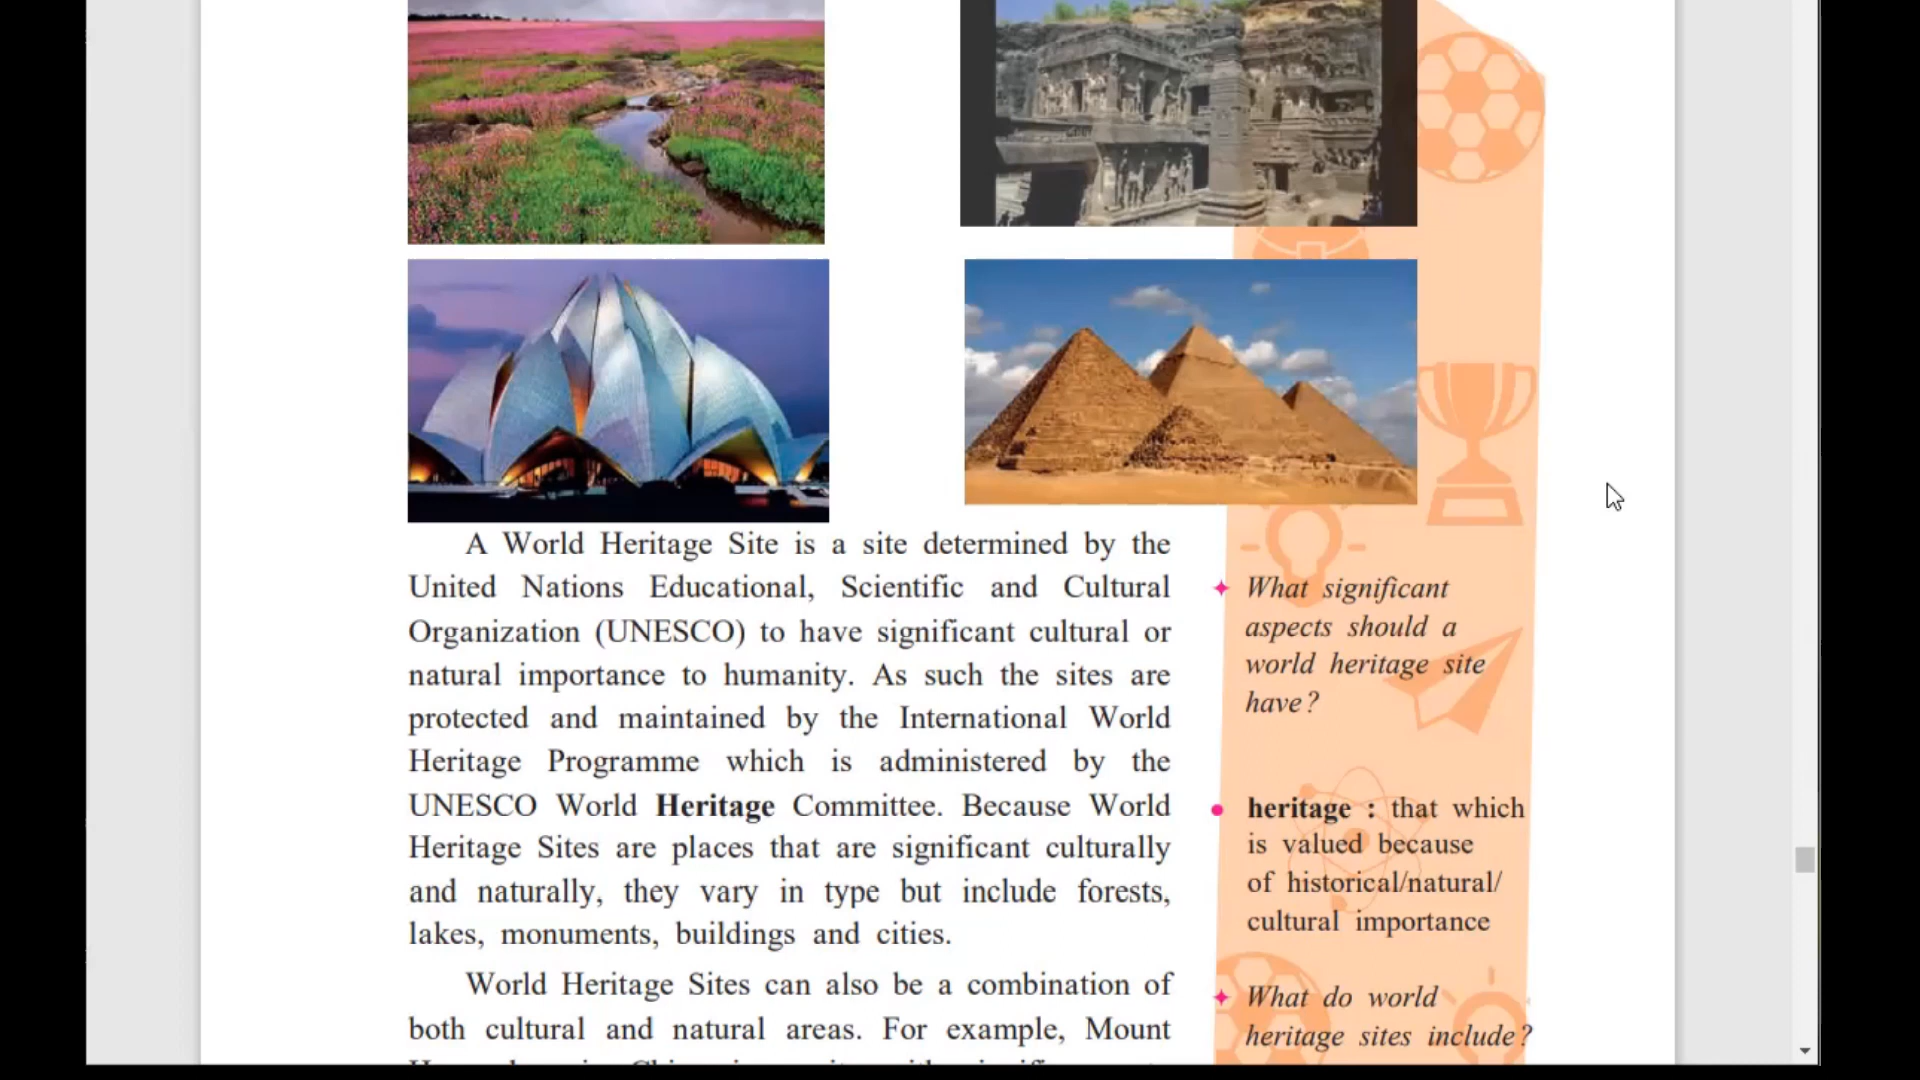 A World Heritage Site is a site determined by the
United Nations Educational, Scientific and Cultural
Organization (UNESCO) to have significant cultural or
natural importance to humanity. As such the sites are
protected and maintained by the International World
Heritage Programme which is administered by the
UNESCO World Heritage Committee. Because World
Heritage Sites are places that are significant culturally
and naturally, they vary in type but include forests,
lakes, monuments, buildings and cities.
World Heritage Sites can also be a combination of
both cultural and natural areas. For example, Mount
What significant
aspects should a
world heritage site
have?
heritage : that which
is valued because
of historical/natural/
cultural importance
What do world
heritage sites include?